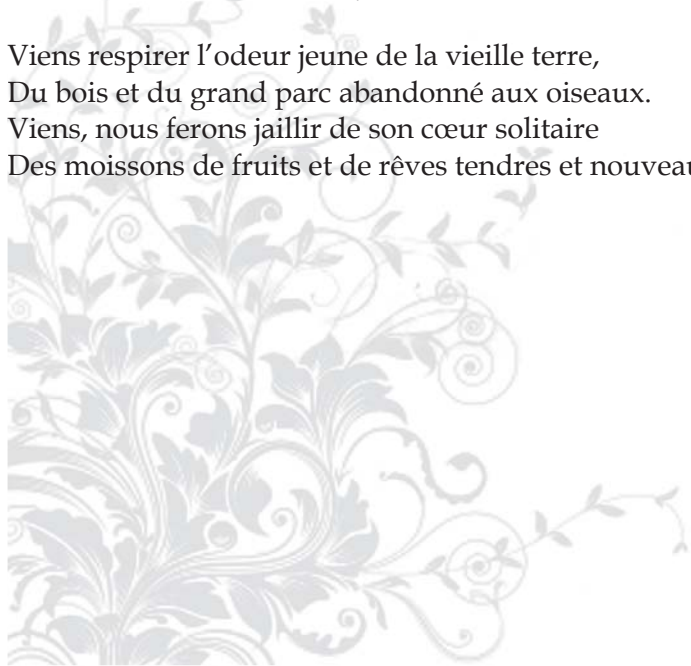 Viens respirer l’odeur jeune de la vieille terre,
Du bois et du grand parc abandonné aux oiseaux.
Viens, nous ferons jaillir de son cœur solitaire
Des moissons de fruits et de rêves tendres et nouveau